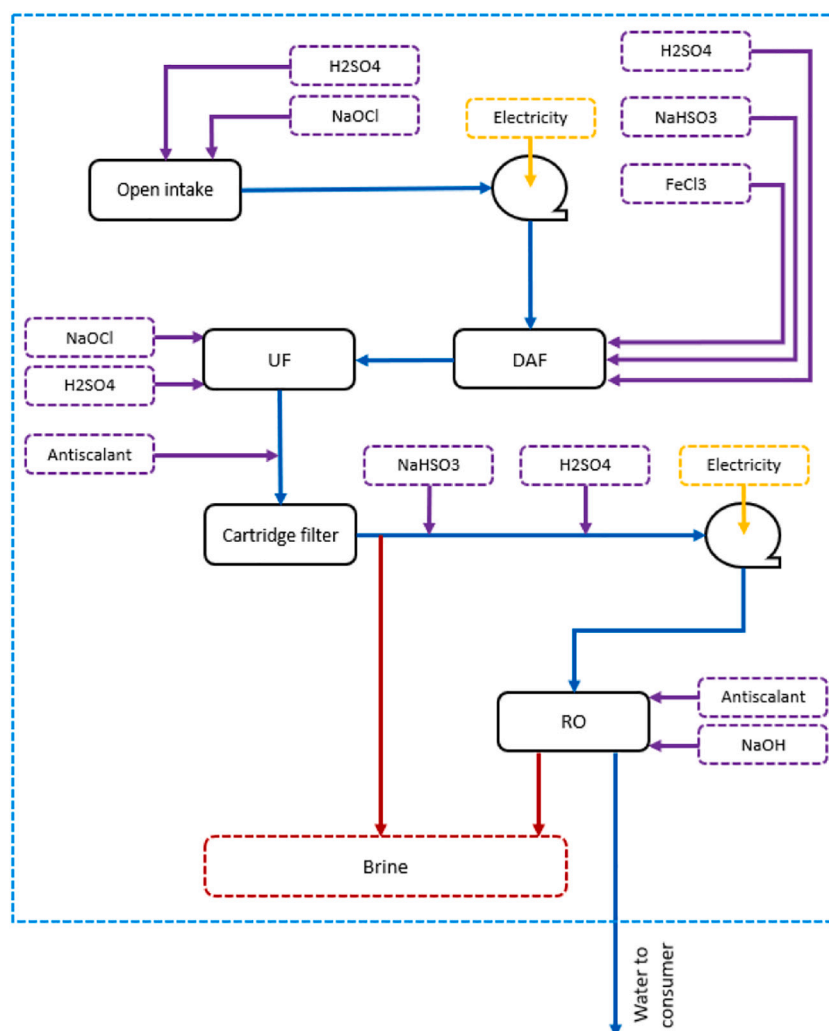 H2SO4
H2SO4
NaOCl
Electricity
NaHSO3
Open intake
FeCl3
NaOCl
UF
DAF
H2SO4
Antiscalant
NaHSO3
H2SO4
Electricity
Cartridge filter
RO
Antiscalant
NaOH
Brine
Water to
consumer